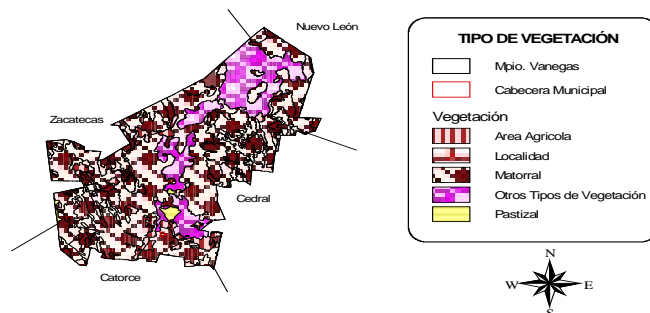 Nuevo León
Zacatecas
Cedral
Catorce
TIPO DE VEGETACIÓN
Mpio. Vanegas
Cabecera Municipal
Vegetación
Area Agricola
Localidad
Matorral
Otros Tipos de Vegetación
Pastizal
N
W E
S